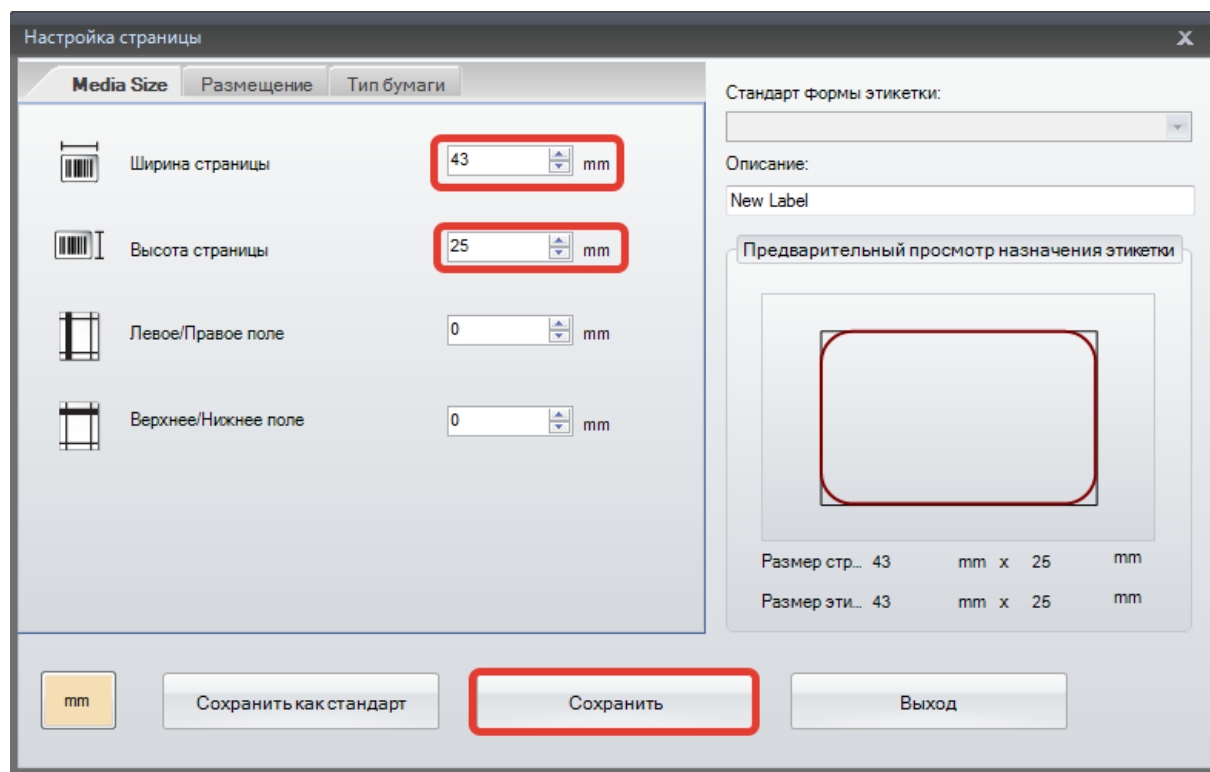 Настройка страницы
x
Media Size Размещение Тип бумаги
Ширина страницы 43 mm
Высота страницы 25 mm
Левое/Правое поле 0 mm
Верхнее/Нижнее поле 0 mm
Стандарт формы этикетки:
Описание:
New Label
Предварительный просмотр назначения этикетки
Размер стр... 43 mm x 25 mm
Размер эти... 43 mm x 25 mm
mm Сохранить как стандарт Сохранить Выход